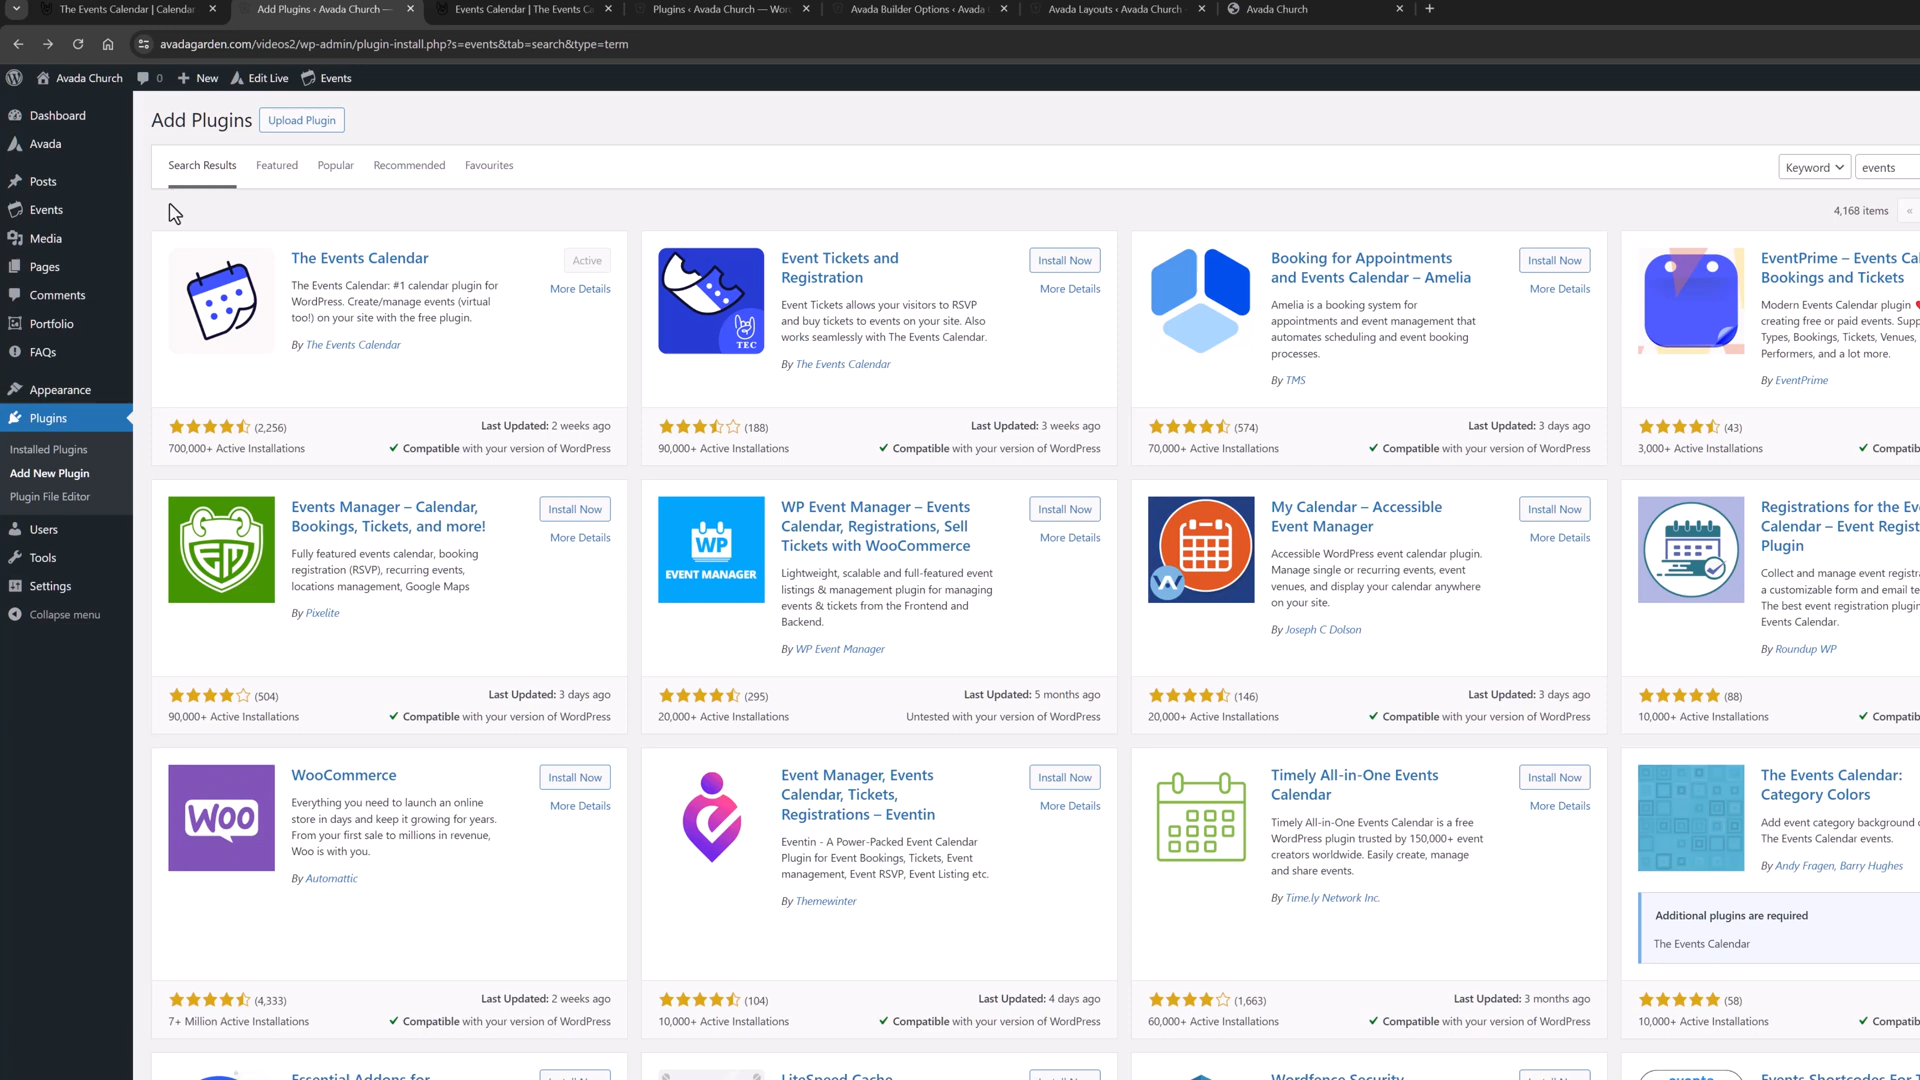 The Events Calendar | Calendar
Add Plugins ‹ Avada Church —
Events Calendar | The Events Ca
Plugins ‹ Avada Church — Wor
Avada Builder Options ‹ Avada
Avada Layouts ‹ Avada Church
Avada Church
avadagarden.com/videos2/wp-admin/plugin-install.php?s=events&tab=search&type=term
Avada Church
0
New
Edit Live
Events
Dashboard
Avada
Posts
Events
Media
Pages
Comments
Portfolio
FAQs
Appearance
Plugins
Installed Plugins
Add New Plugin
Plugin File Editor
Users
Tools
Settings
Collapse menu
Add Plugins
Upload Plugin
Search Results
Featured
Popular
Recommended
Favourites
Keyword
events
4,168 items
«
The Events Calendar
Active
More Details
The Events Calendar: #1 calendar plugin for
WordPress. Create/manage events (virtual
too!) on your site with the free plugin.
By The Events Calendar
(2,256)
Last Updated: 2 weeks ago
700,000+ Active Installations
Compatible with your version of WordPress
TEC
Event Tickets and
Registration
Install Now
More Details
Event Tickets allows your visitors to RSVP
and buy tickets to events on your site. Also
works seamlessly with The Events Calendar.
By The Events Calendar
(188)
Last Updated: 3 weeks ago
90,000+ Active Installations
Compatible with your version of WordPress
Booking for Appointments
and Events Calendar – Amelia
Install Now
More Details
Amelia is a booking system for
appointments and event management that
automates scheduling and event booking
processes.
By TMS
(574)
Last Updated: 3 days ago
70,000+ Active Installations
Compatible with your version of WordPress
EventPrime – Events Ca
Bookings and Tickets
Modern Events Calendar plugin
creating free or paid events. Supp
Types, Bookings, Tickets, Venues,
Performers, and a lot more.
By EventPrime
(43)
3,000+ Active Installations
Compatib
EM
Events Manager – Calendar,
Bookings, Tickets, and more!
Install Now
More Details
Fully featured events calendar, booking
registration (RSVP), recurring events,
locations management, Google Maps
By Pixelite
(504)
Last Updated: 3 days ago
90,000+ Active Installations
Compatible with your version of WordPress
WP
EVENT MANAGER
WP Event Manager – Events
Calendar, Registrations, Sell
Tickets with WooCommerce
Install Now
More Details
Lightweight, scalable and full-featured event
listings & management plugin for managing
events & tickets from the Frontend and
Backend.
By WP Event Manager
(295)
Last Updated: 5 months ago
20,000+ Active Installations
Untested with your version of WordPress
My Calendar – Accessible
Event Manager
Install Now
More Details
Accessible WordPress event calendar plugin.
Manage single or recurring events, event
venues, and display your calendar anywhere
on your site.
By Joseph C Dolson
(146)
Last Updated: 3 days ago
20,000+ Active Installations
Compatible with your version of WordPress
Registrations for the Eve
Calendar – Event Regist
Plugin
Collect and manage event registra
a customizable form and email te
The best event registration plugin
Events Calendar.
By Roundup WP
(88)
10,000+ Active Installations
Compatib
WOO
WooCommerce
Install Now
More Details
Everything you need to launch an online
store in days and keep it growing for years.
From your first sale to millions in revenue,
Woo is with you.
By Automattic
(4,333)
Last Updated: 2 weeks ago
7+ Million Active Installations
Compatible with your version of WordPress
Event Manager, Events
Calendar, Tickets,
Registrations – Eventin
Install Now
More Details
Eventin - A Power-Packed Event Calendar
Plugin for Event Bookings, Tickets, Event
management, Event RSVP, Event Listing etc.
By Themewinter
(104)
Last Updated: 4 days ago
10,000+ Active Installations
Compatible with your version of WordPress
Timely All-in-One Events
Calendar
Install Now
More Details
Timely All-in-One Events Calendar is a free
WordPress plugin trusted by 150,000+ event
creators worldwide. Easily create, manage
and share events.
By Time.ly Network Inc.
(1,663)
Last Updated: 3 months ago
60,000+ Active Installations
Compatible with your version of WordPress
The Events Calendar:
Category Colors
Add event category background c
The Events Calendar events.
By Andy Fragen, Barry Hughes
Additional plugins are required
The Events Calendar
(58)
10,000+ Active Installations
Compatib
Essential Addons for
LiteSpeed Cache
Wordfence Security
Events Shortcodes For T